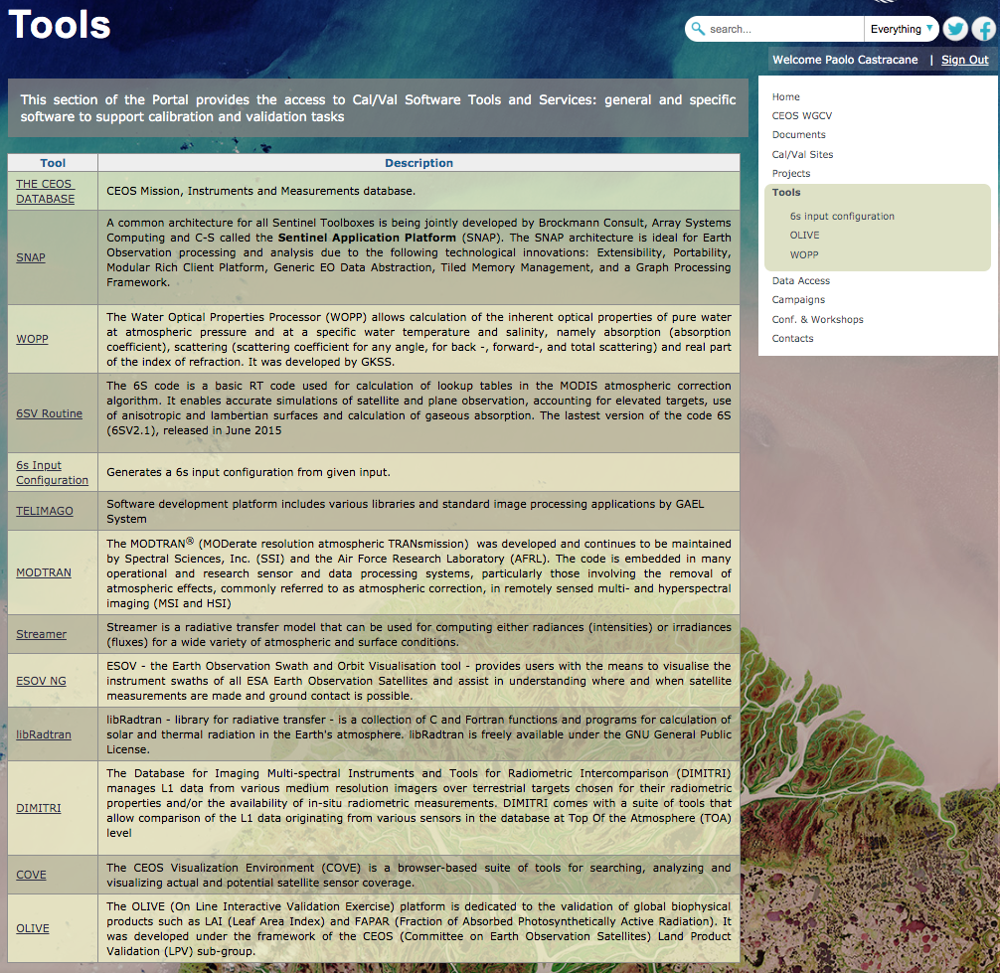 Tools
search...
Everything
Welcome Paolo Castracane | Sign Out
This section of the Portal provides the access to Cal/Val Software Tools and Services: general and specific
software to support calibration and validation tasks
Home
CEOS WGCV
Documents
Cal/Val Sites
Projects
Tools
6s input configuration
OLIVE
WOPP
Data Access
Campaigns
Conf. & Workshops
Contacts
Tool Description
THE CEOS
DATABASE
CEOS Mission, Instruments and Measurements database.
SNAP
A common architecture for all Sentinel Toolboxes is being jointly developed by Brockmann Consult, Array Systems
Computing and C-S called the Sentinel Application Platform (SNAP). The SNAP architecture is ideal for Earth
Observation processing and analysis due to the following technological innovations: Extensibility, Portability,
Modular Rich Client Platform, Generic EO Data Abstraction, Tiled Memory Management, and a Graph Processing
Framework.
WOPP
The Water Optical Properties Processor (WOPP) allows calculation of the inherent optical properties of pure water
at atmospheric pressure and at a specific water temperature and salinity, namely absorption (absorption
coefficient), scattering (scattering coefficient for any angle, for back -, forward-, and total scattering) and real part
of the index of refraction. It was developed by GKSS.
6SV Routine
The 6S code is a basic RT code used for calculation of lookup tables in the MODIS atmospheric correction
algorithm. It enables accurate simulations of satellite and plane observation, accounting for elevated targets, use
of anisotropic and lambertian surfaces and calculation of gaseous absorption. The lastest version of the code 6S
(6SV2.1), released in June 2015
6s Input
Configuration
Generates a 6s input configuration from given input.
TELIMAGO
Software development platform includes various libraries and standard image processing applications by GAEL
System
MODTRAN
The MODTRAN® (MODerate resolution atmospheric TRANsmission) was developed and continues to be maintained
by Spectral Sciences, Inc. (SSI) and the Air Force Research Laboratory (AFRL). The code is embedded in many
operational and research sensor and data processing systems, particularly those involving the removal of
atmospheric effects, commonly referred to as atmospheric correction, in remotely sensed multi- and hyperspectral
imaging (MSI and HSI)
Streamer
Streamer is a radiative transfer model that can be used for computing either radiances (intensities) or irradiances
(fluxes) for a wide variety of atmospheric and surface conditions.
ESOV NG
ESOV - the Earth Observation Swath and Orbit Visualisation tool - provides users with the means to visualise the
instrument swaths of all ESA Earth Observation Satellites and assist in understanding where and when satellite
measurements are made and ground contact is possible.
libRadtran
libRadtran - library for radiative transfer - is a collection of C and Fortran functions and programs for calculation of
solar and thermal radiation in the Earth's atmosphere. libRadtran is freely available under the GNU General Public
License.
DIMITRI
The Database for Imaging Multi-spectral Instruments and Tools for Radiometric Intercomparison (DIMITRI)
manages L1 data from various medium resolution imagers over terrestrial targets chosen for their radiometric
properties and/or the availability of in-situ radiometric measurements. DIMITRI comes with a suite of tools that
allow comparison of the L1 data originating from various sensors in the database at Top Of the Atmosphere (TOA)
level
COVE
The CEOS Visualization Environment (COVE) is a browser-based suite of tools for searching, analyzing and
visualizing actual and potential satellite sensor coverage.
OLIVE
The OLIVE (On Line Interactive Validation Exercise) platform is dedicated to the validation of global biophysical
products such as LAI (Leaf Area Index) and FAPAR (Fraction of Absorbed Photosynthetically Active Radiation). It
was developed under the framework of the CEOS (Committee on Earth Observation Satellites) Land Product
Validation (LPV) sub-group.